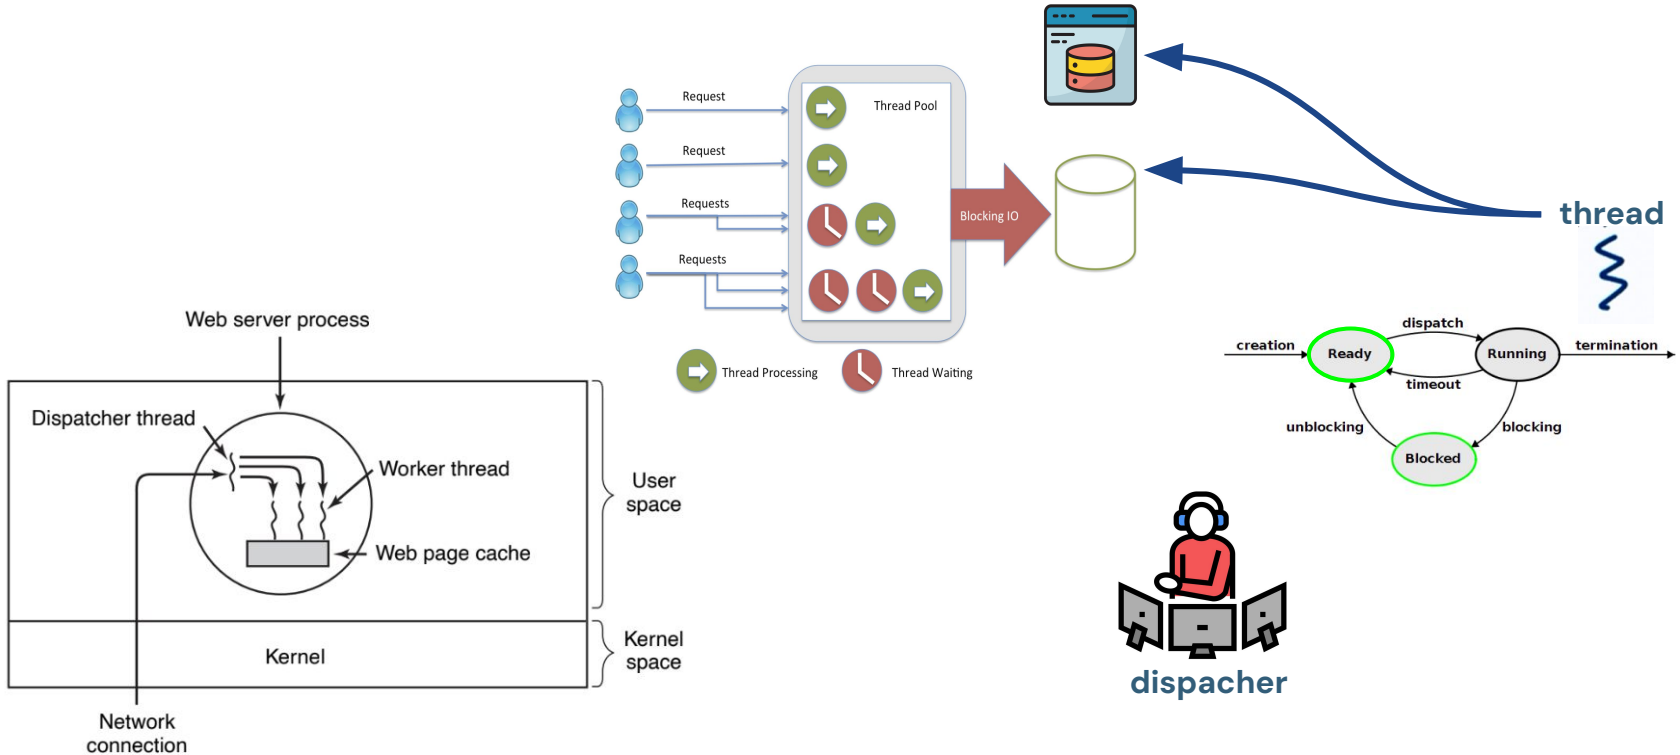 Request
Thread Pool
Request
Requests
Blocking IO
Requests
Thread Processing
Thread Waiting
thread
dispatch
creation
Ready
Running
termination
timeout
unblocking
blocking
Blocked
Web server process
Dispatcher thread
Worker thread
User
space
Web page cache
Kernel
Kernel
space
Network
connection
dispacher